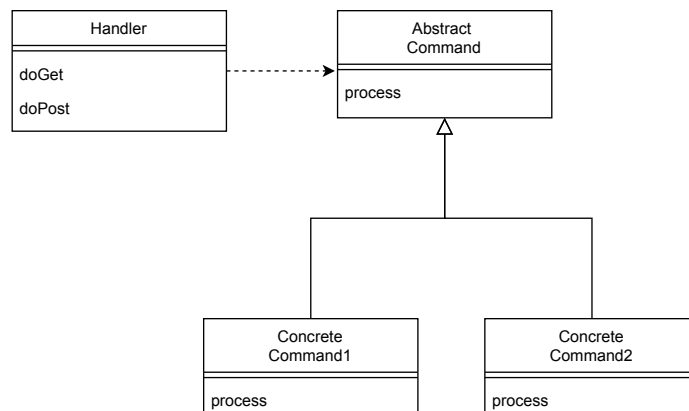 Handler
doGet
doPost
Abstract
Command
process
Concrete
Command1
process
Concrete
Command2
process